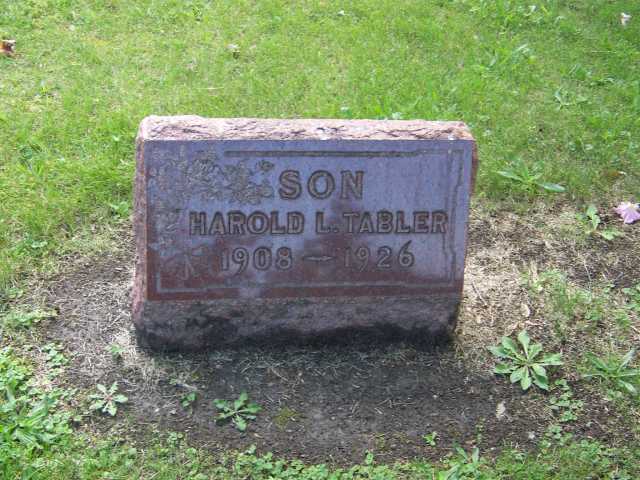 SON
HAROLD L. TABLER
1908 — 1926